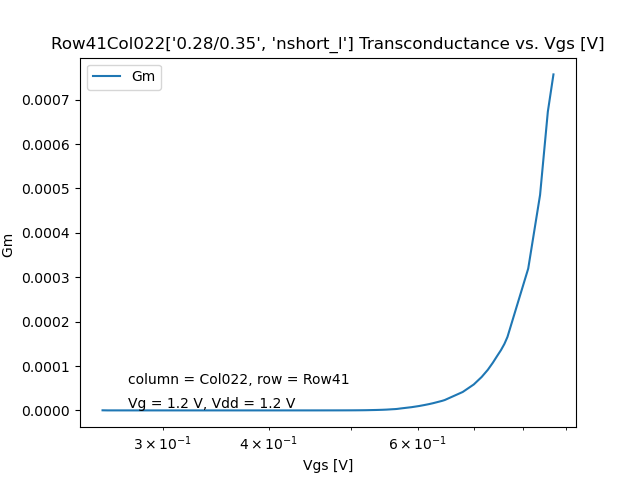 Row41Col022['0.28/0.35', 'nshort_l'] Transconductance vs. Vgs [V]
Gm
0.0007
0.0006
0.0005
0.0004
0.0003
0.0002
0.0001
0.0000
Gm
column = Col022, row = Row41
Vg = 1.2 V, Vdd = 1.2 V
3 × 10⁻¹
4 × 10⁻¹
6 × 10⁻¹
Vgs [V]